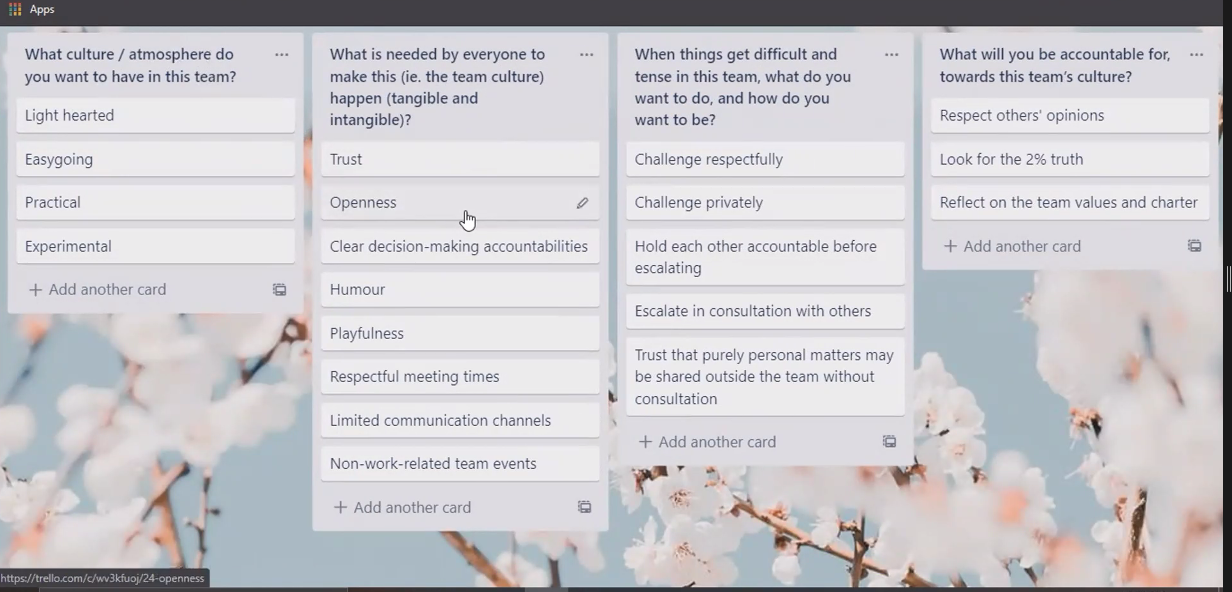 Apps
What culture / atmosphere do
you want to have in this team?
Light hearted
Easygoing
Practical
Experimental
+ Add another card
What is needed by everyone to
make this (ie. the team culture)
happen (tangible and
intangible)?
Trust
Openness
Clear decision-making accountabilities
Humour
Playfulness
Respectful meeting times
Limited communication channels
Non-work-related team events
+ Add another card
When things get difficult and
tense in this team, what do you
want to do, and how do you
want to be?
Challenge respectfully
Challenge privately
Hold each other accountable before
escalating
Escalate in consultation with others
Trust that purely personal matters may
be shared outside the team without
consultation
+ Add another card
What will you be accountable for,
towards this team's culture?
Respect others' opinions
Look for the 2% truth
Reflect on the team values and charter
+ Add another card
https://trello.com/c/wv3kfuoj/24-openness